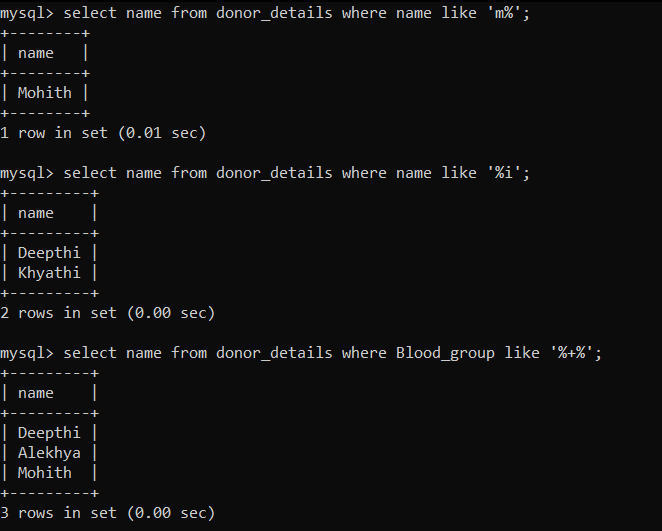 mysql> select name from donor_details where name like 'm%';
+--------+
| name   |
+--------+
| Mohith |
+--------+
1 row in set (0.01 sec)

mysql> select name from donor_details where name like '%i';
+---------+
| name    |
+---------+
| Deepthi |
| Khyathi |
+---------+
2 rows in set (0.00 sec)

mysql> select name from donor_details where Blood_group like '%+%';
+---------+
| name    |
+---------+
| Deepthi |
| Alekhya |
| Mohith  |
+---------+
3 rows in set (0.00 sec)